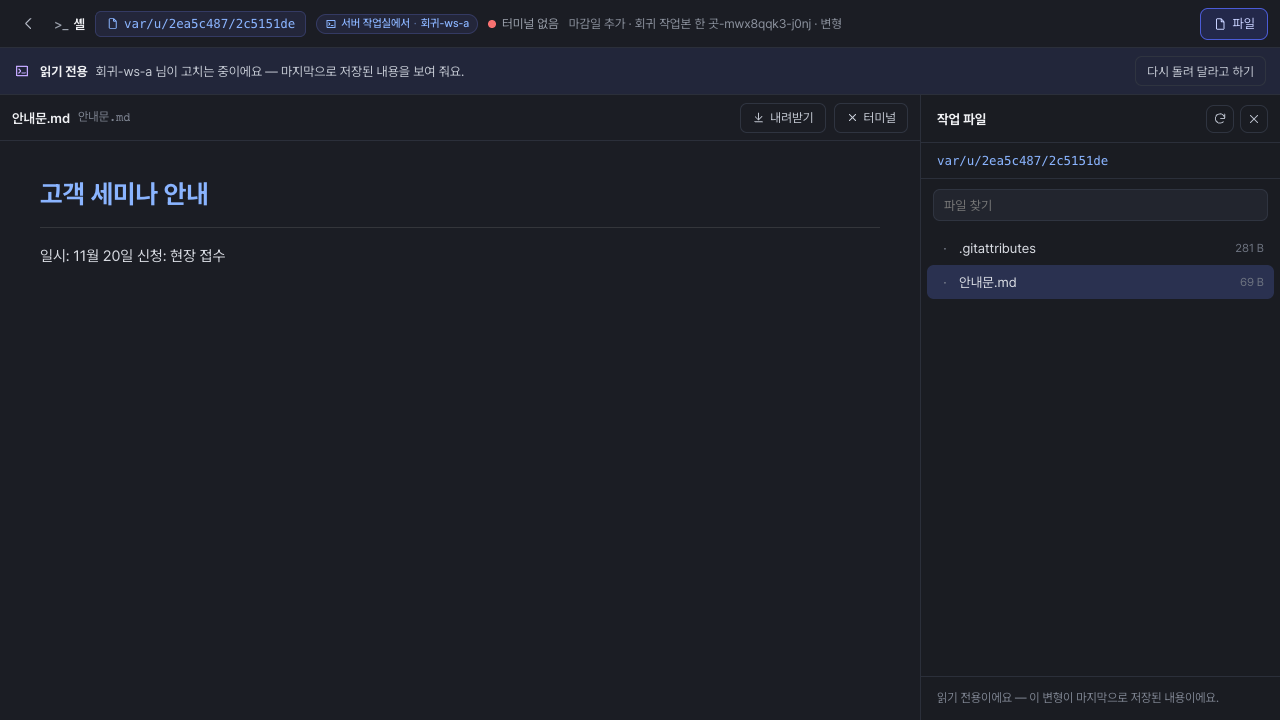 >_ 셸 var/u/2ea5c487/2c5151de 서버 작업실에서 · 회귀-ws-a 터미널 없음 마감일 추가 · 회귀 작업본 한 곳-mwx8qqk3-j0nj · 변형 파일
읽기 전용 회귀-ws-a 님이 고치는 중이에요 — 마지막으로 저장된 내용을 보여 줘요. 다시 돌려 달라고 하기
안내문.md 안내문.md 내려받기 터미널
고객 세미나 안내
일시: 11월 20일 신청: 현장 접수
작업 파일
var/u/2ea5c487/2c5151de
파일 찾기
· .gitattributes 281 B
· 안내문.md 69 B
읽기 전용이에요 — 이 변형이 마지막으로 저장된 내용이에요.